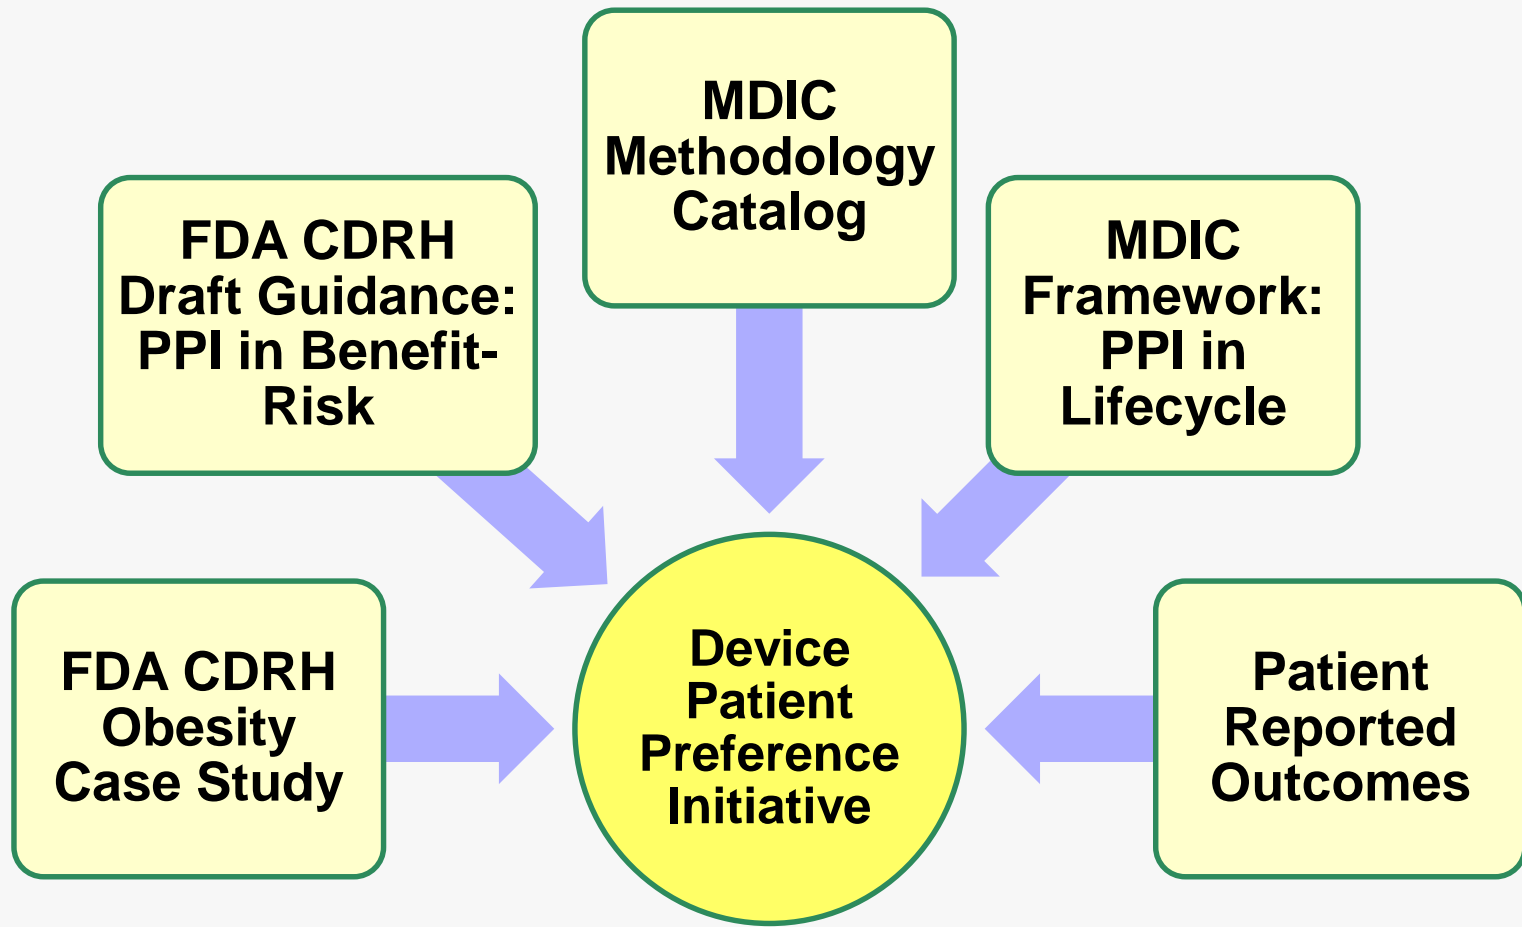 MDIC
Methodology
Catalog
FDA CDRH
Draft Guidance:
PPI in Benefit-
Risk
MDIC
Framework:
PPI in
Lifecycle
FDA CDRH
Obesity
Case Study
Device
Patient
Preference
Initiative
Patient
Reported
Outcomes